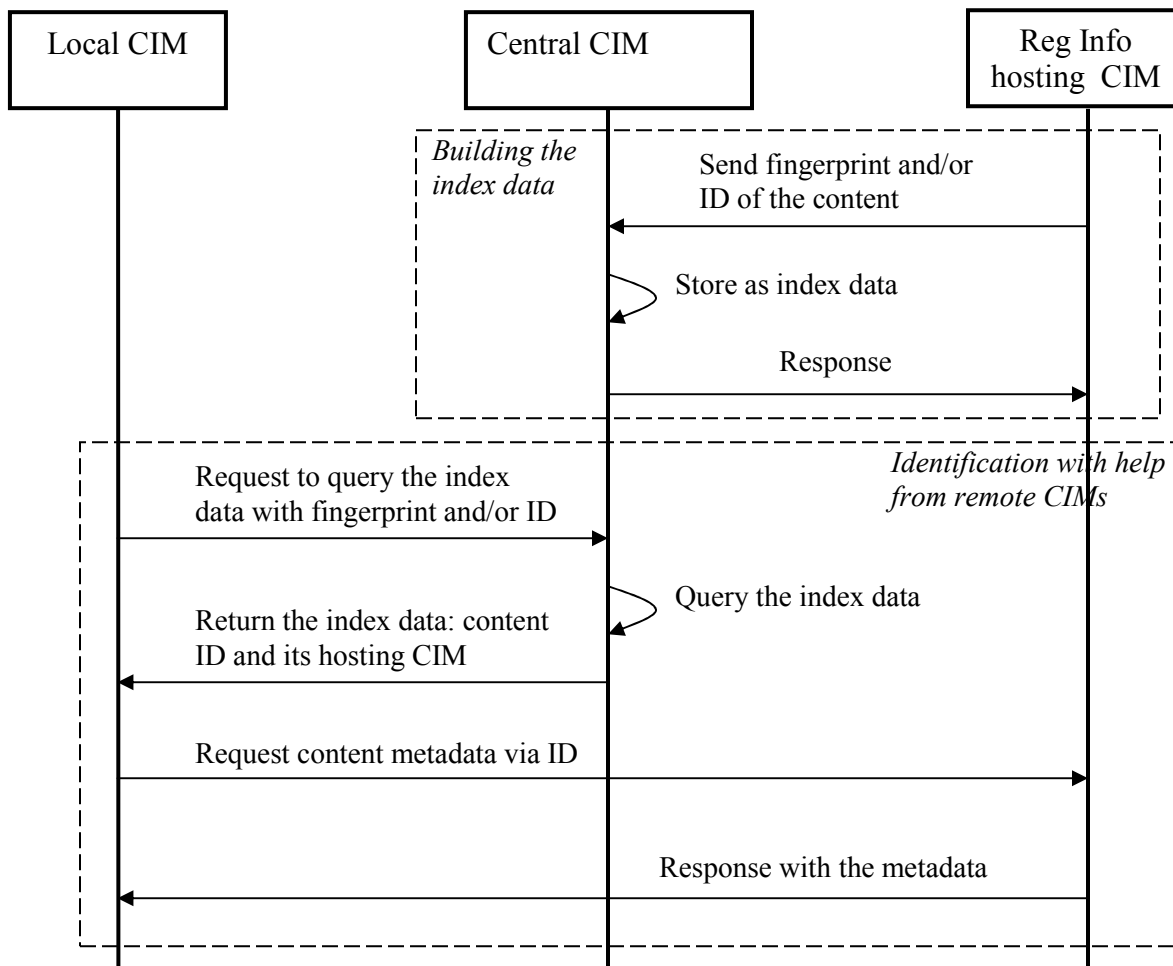 Local CIM
Central CIM
Reg Info
hosting CIM
Building the
index data
Send fingerprint and/or
ID of the content
Store as index data
Response
Identification with help
from remote CIMs
Request to query the index
data with fingerprint and/or ID
Query the index data
Return the index data: content
ID and its hosting CIM
Request content metadata via ID
Response with the metadata